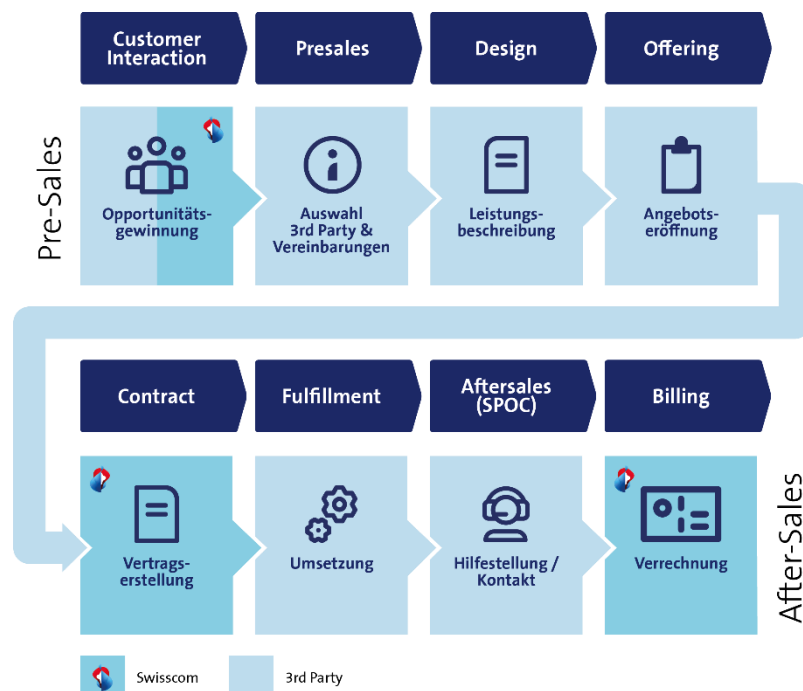 Customer
Interaction
Presales
Design
Offering
Pre-Sales
Opportunitäts-
gewinnung
Auswahl
3rd Party &
Vereinbarungen
Leistungs-
beschreibung
Angebots-
eröffnung
Contract
Fulfillment
Aftersales
(SPOC)
Billing
Vertrags-
erstellung
Umsetzung
Hilfestellung /
Kontakt
Verrechnung
After-Sales
Swisscom
3rd Party